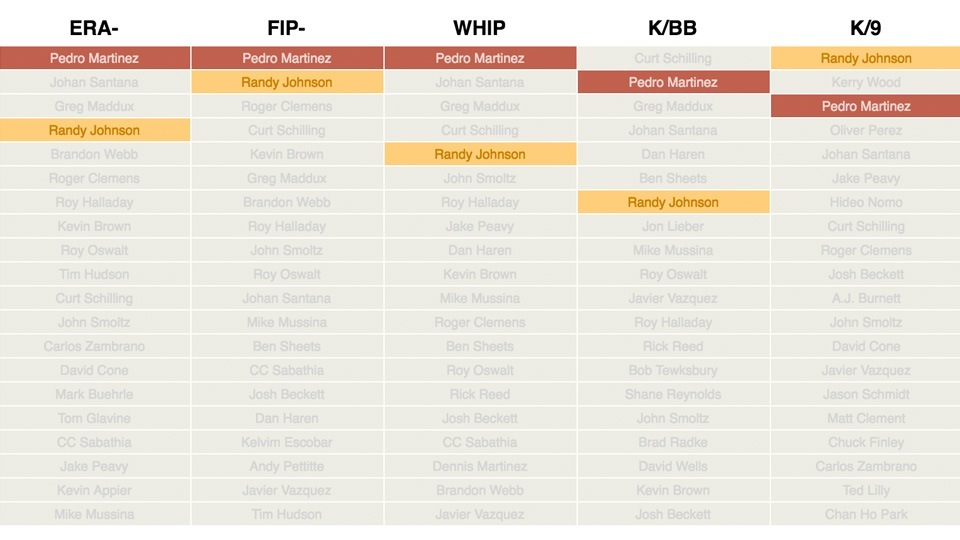 ERA- FIP- WHIP K/BB K/9
Pedro Martinez Pedro Martinez Pedro Martinez Curt Schilling Randy Johnson
Johan Santana Randy Johnson Johan Santana Pedro Martinez Kerry Wood
Greg Maddux Roger Clemens Greg Maddux Greg Maddux Pedro Martinez
Randy Johnson Curt Schilling Curt Schilling Johan Santana Oliver Perez
Brandon Webb Kevin Brown Randy Johnson Dan Haren Johan Santana
Roger Clemens Greg Maddux John Smoltz Ben Sheets Jake Peavy
Roy Halladay Brandon Webb Roy Halladay Randy Johnson Hideo Nomo
Kevin Brown Roy Halladay Jake Peavy Jon Lieber Curt Schilling
Roy Oswalt John Smoltz Dan Haren Mike Mussina Roger Clemens
Tim Hudson Roy Oswalt Kevin Brown Roy Oswalt Josh Beckett
Curt Schilling Johan Santana Mike Mussina Javier Vazquez A.J. Burnett
John Smoltz Mike Mussina Roger Clemens Roy Halladay John Smoltz
Carlos Zambrano Ben Sheets Ben Sheets Rick Reed David Cone
David Cone CC Sabathia Roy Oswalt Bob Tewksbury Javier Vazquez
Mark Buehrle Josh Beckett Rick Reed Shane Reynolds Jason Schmidt
Tom Glavine Dan Haren Josh Beckett John Smoltz Matt Clement
CC Sabathia Kelvim Escobar CC Sabathia Brad Radke Chuck Finley
Jake Peavy Andy Pettitte Dennis Martinez David Wells Carlos Zambrano
Kevin Appier Javier Vazquez Brandon Webb Kevin Brown Ted Lilly
Mike Mussina Tim Hudson Javier Vazquez Josh Beckett Chan Ho Park